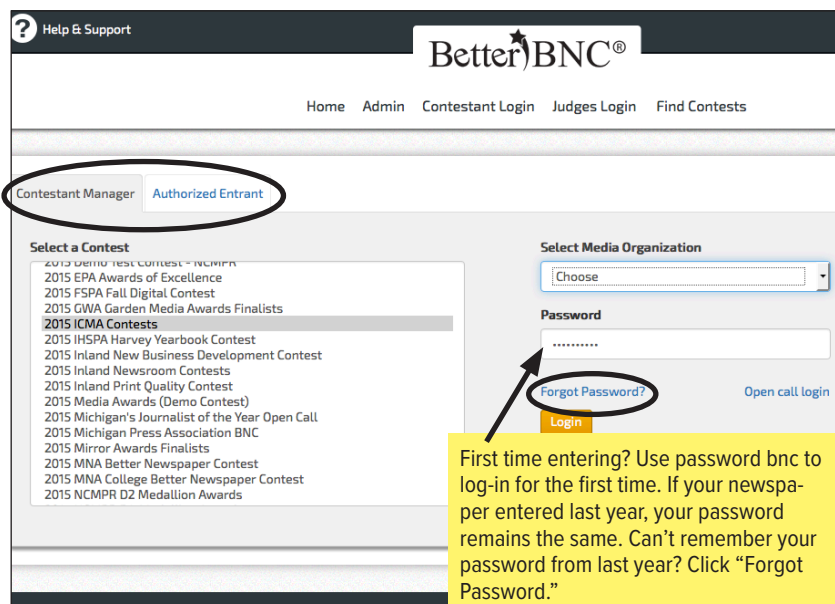 ? Help & Support
Better BNC®
Home Admin Contestant Login Judges Login Find Contests
Contestant Manager Authorized Entrant
Select a Contest
2015 Demo Test Contest - NCMPR
2015 EPA Awards of Excellence
2015 FSPA Fall Digital Contest
2015 GWA Garden Media Awards Finalists
2015 ICMA Contests
2015 IHSPA Harvey Yearbook Contest
2015 Inland New Business Development Contest
2015 Inland Newsroom Contests
2015 Inland Print Quality Contest
2015 Media Awards (Demo Contest)
2015 Michigan's Journalist of the Year Open Call
2015 Michigan Press Association BNC
2015 Mirror Awards Finalists
2015 MNA Better Newspaper Contest
2015 MNA College Better Newspaper Contest
2015 NCMPR D2 Medallion Awards
Select Media Organization
Choose
Password
Forgot Password? Open call login
Login
First time entering? Use password bnc to
log-in for the first time. If your newspa-
per entered last year, your password
remains the same. Can’t remember your
password from last year? Click “Forgot
Password.”